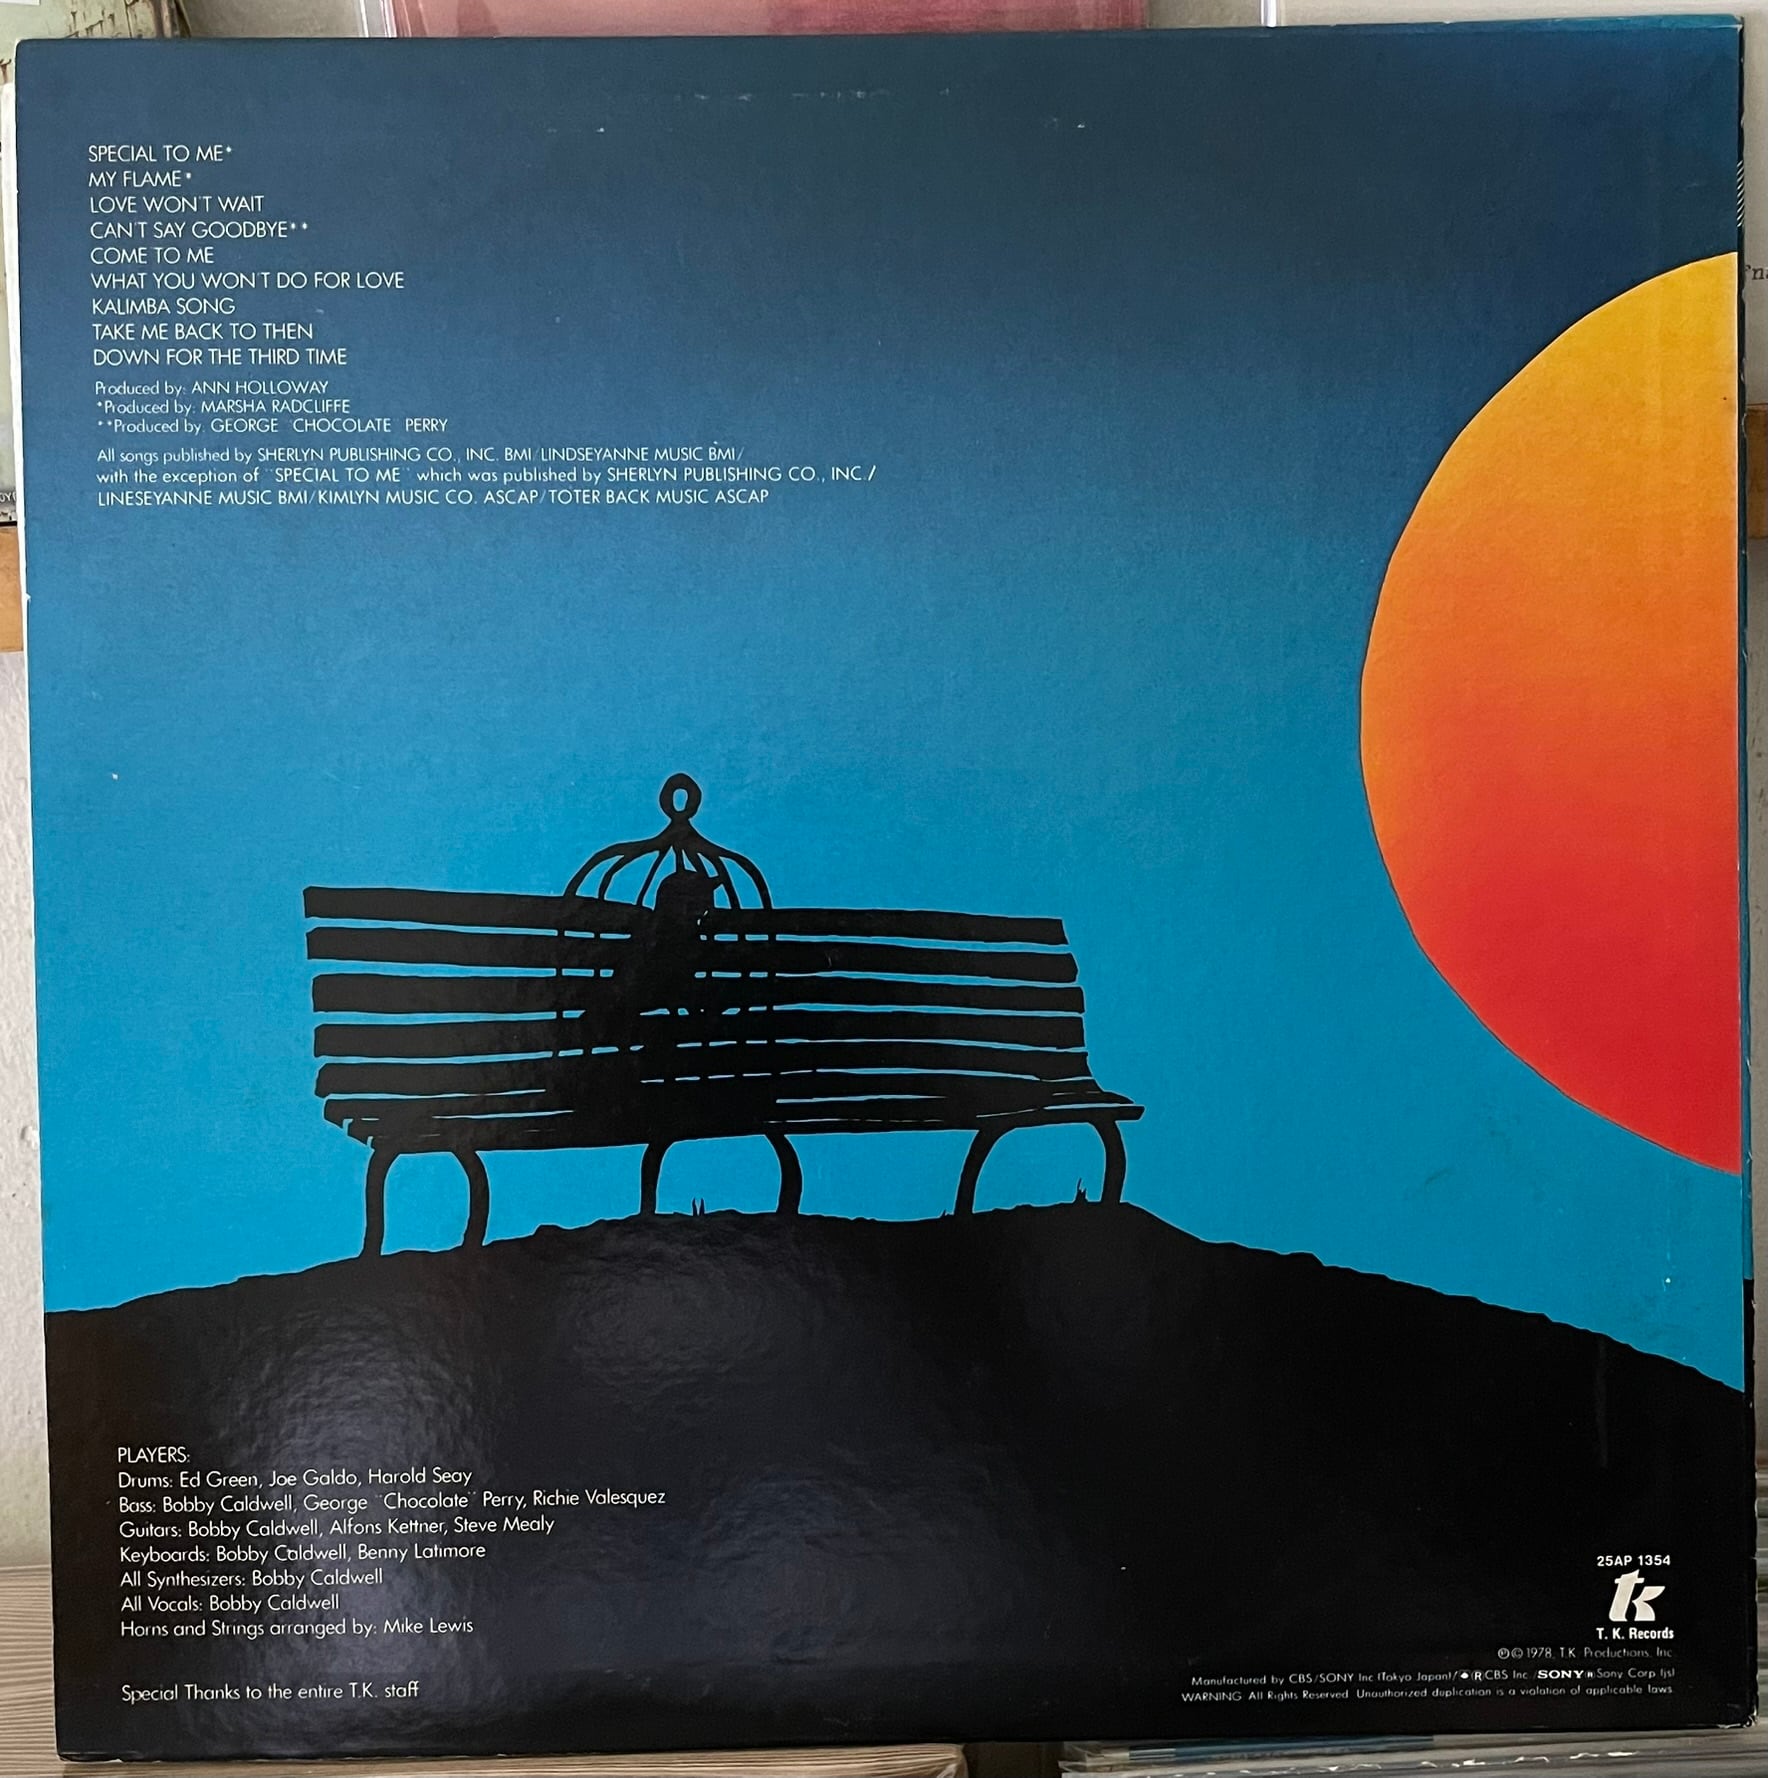 SPECIAL TO ME*
MY FLAME*
LOVE WON'T WAIT
CAN'T SAY GOODBYE**
COME TO ME
WHAT YOU WON'T DO FOR LOVE
KALIMBA SONG
TAKE ME BACK TO THEN
DOWN FOR THE THIRD TIME
Produced by: ANN HOLLOWAY
*Produced by: MARSHA RADCLIFFE
**Produced by: GEORGE "CHOCOLATE" PERRY
All songs published by SHERLYN PUBLISHING CO., INC. BMI/LINDSEYANNE MUSIC BMI/
with the exception of "SPECIAL TO ME" which was published by SHERLYN PUBLISHING CO., INC./
LINESEYANNE MUSIC BMI/KIMLYN MUSIC CO. ASCAP/TOTER BACK MUSIC ASCAP
PLAYERS:
Drums: Ed Green, Joe Galdo, Harold Seay
Bass: Bobby Caldwell, George "Chocolate" Perry, Richie Valesquez
Guitars: Bobby Caldwell, Alfons Kettner, Steve Mealy
Keyboards: Bobby Caldwell, Benny Latimore
All Synthesizers: Bobby Caldwell
All Vocals: Bobby Caldwell
Horns and Strings arranged by: Mike Lewis
Special Thanks to the entire T.K. staff
25AP 1354
tk
T. K. Records
℗© 1978, T.K. Productions, Inc.
Manufactured by CBS/SONY Inc. (Tokyo Japan)/®CBS Inc./SONY® Sony Corp.
WARNING: All Rights Reserved. Unauthorized duplication is a violation of applicable laws.